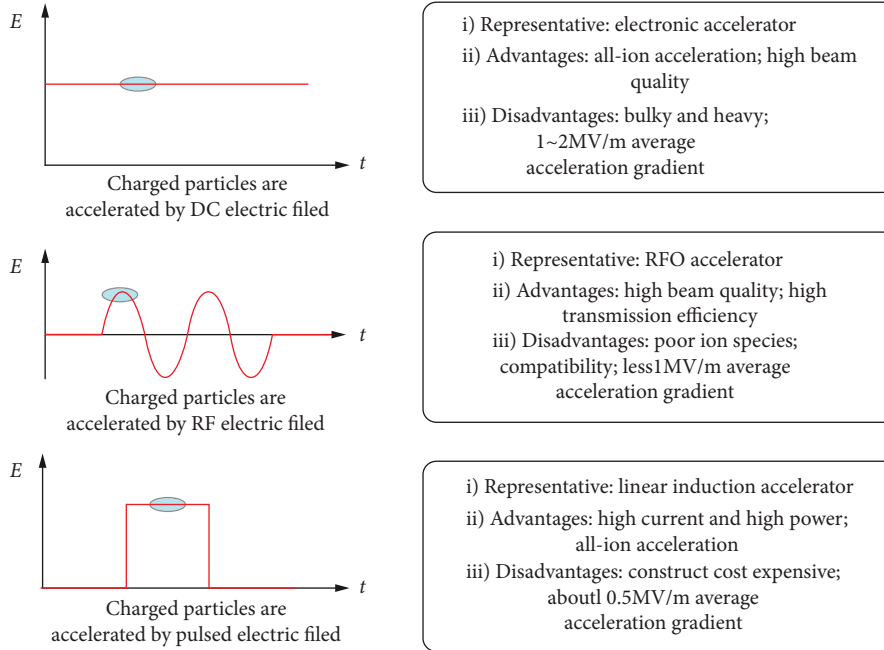 E
t
Charged particles are
accelerated by DC electric filed
i) Representative: electronic accelerator
ii) Advantages: all-ion acceleration; high beam
quality
iii) Disadvantages: bulky and heavy;
1~2MV/m average
acceleration gradient
E
t
Charged particles are
accelerated by RF electric filed
i) Representative: RFO accelerator
ii) Advantages: high beam quality; high
transmission efficiency
iii) Disadvantages: poor ion species;
compatibility; less1MV/m average
acceleration gradient
E
t
Charged particles are
accelerated by pulsed electric filed
i) Representative: linear induction accelerator
ii) Advantages: high current and high power;
all-ion acceleration
iii) Disadvantages: construct cost expensive;
aboutl 0.5MV/m average
acceleration gradient